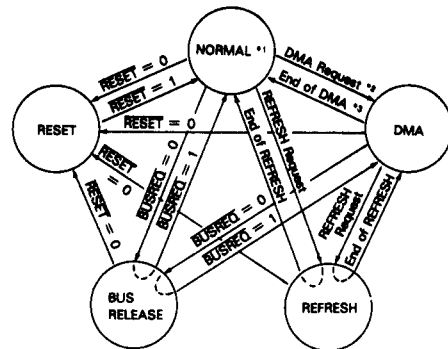 NORMAL *1
RESET = 0
RESET = 1
DMA Request *2
End of DMA *3
RESET
RESET = 0
DMA
RESET = 0
BUSREQ = 0
BUSREQ = 1
End of REFRESH
REFRESH Request
RESET = 0
BUSREQ = 0
BUSREQ = 1
REFRESH Request
End of REFRESH
BUS
RELEASE
REFRESH